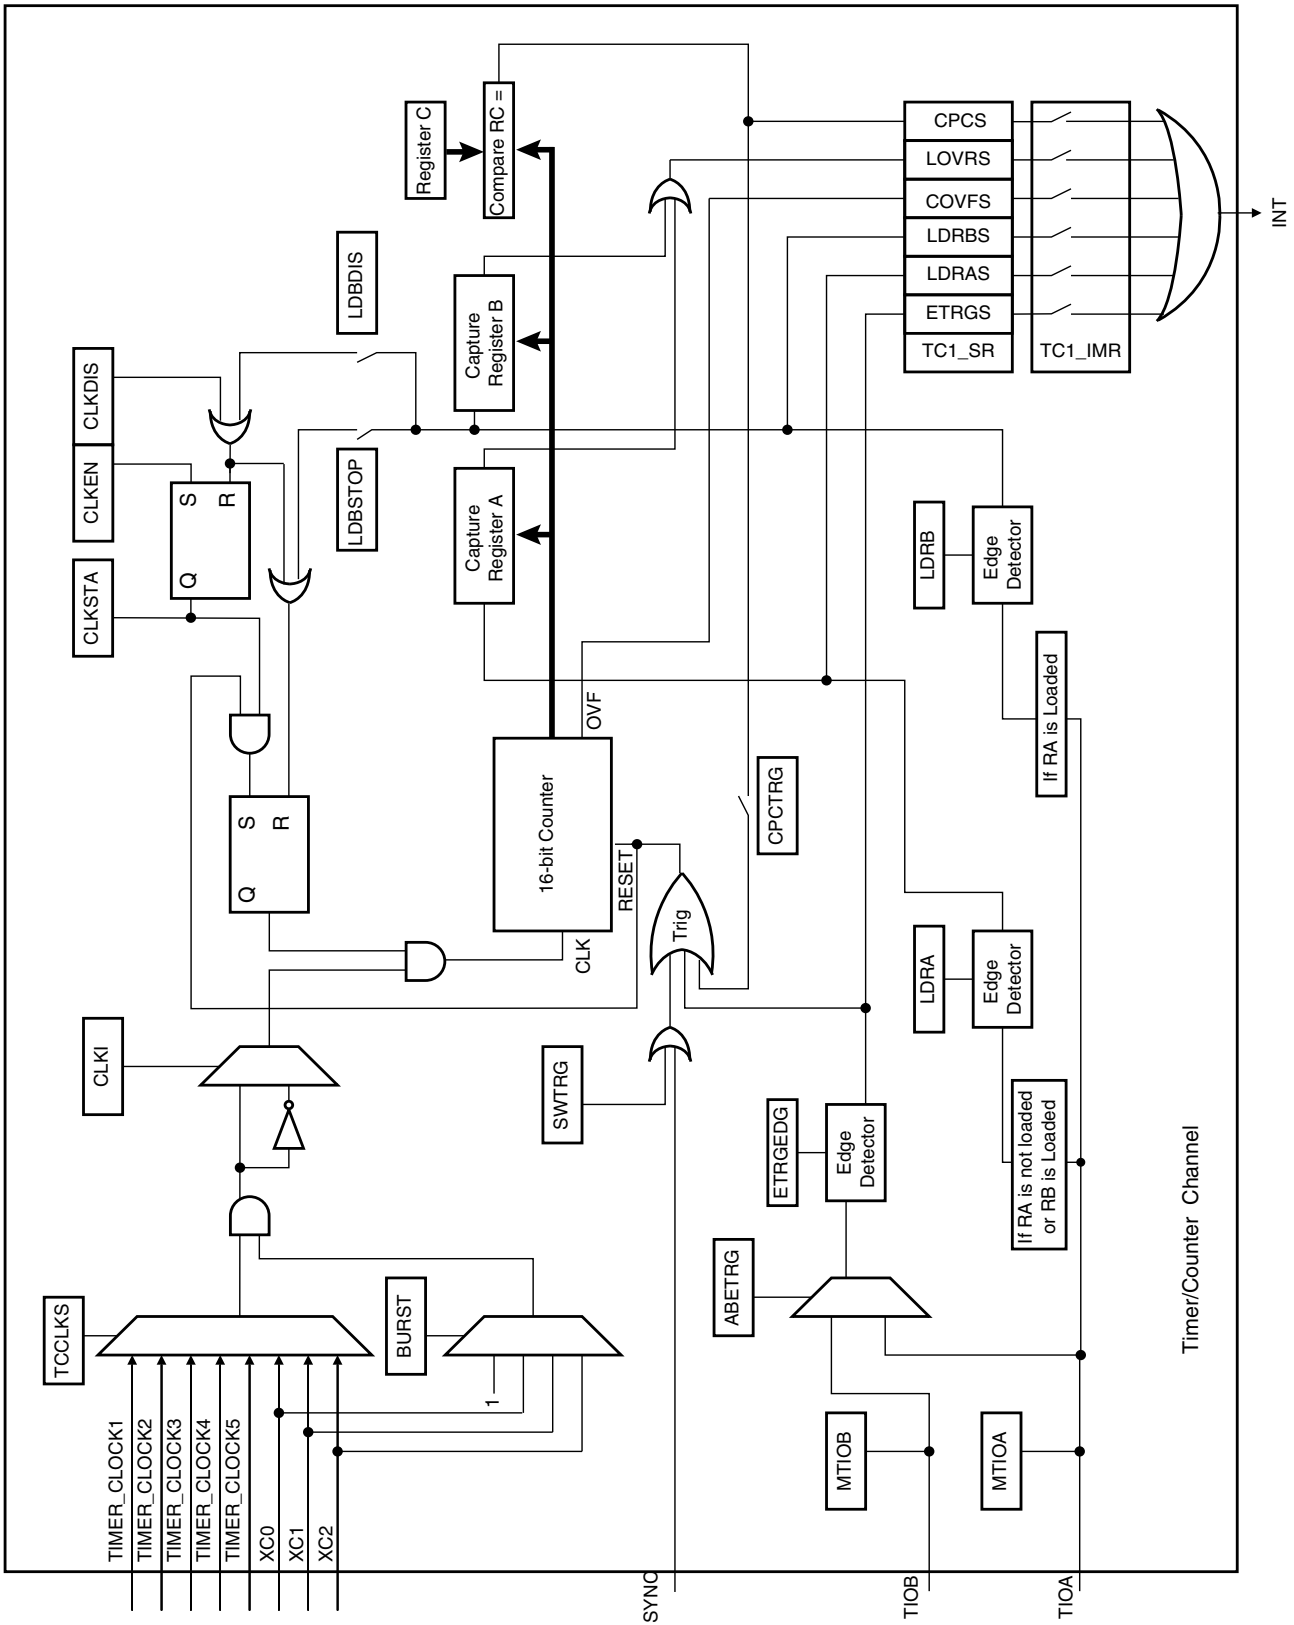 TCCLKS
TIMER_CLOCK1
TIMER_CLOCK2
TIMER_CLOCK3
TIMER_CLOCK4
TIMER_CLOCK5
XC0
XC1
XC2
BURST
1
CLKI
CLKSTA
CLKEN
CLKDIS
Q
S
R
Q
S
R
LDBSTOP
LDBDIS
Register C
Compare RC =
Capture
Register A
Capture
Register B
16-bit Counter
CLK
OVF
RESET
SWTRG
Trig
CPCTRG
SYNC
ABETRG
ETRGEDG
Edge
Detector
MTIOB
TIOB
MTIOA
TIOA
LDRA
Edge
Detector
If RA is not loaded
or RB is Loaded
LDRB
Edge
Detector
If RA is Loaded
CPCS
LOVRS
COVFS
LDRBS
LDRAS
ETRGS
TC1_SR
TC1_IMR
INT
Timer/Counter Channel